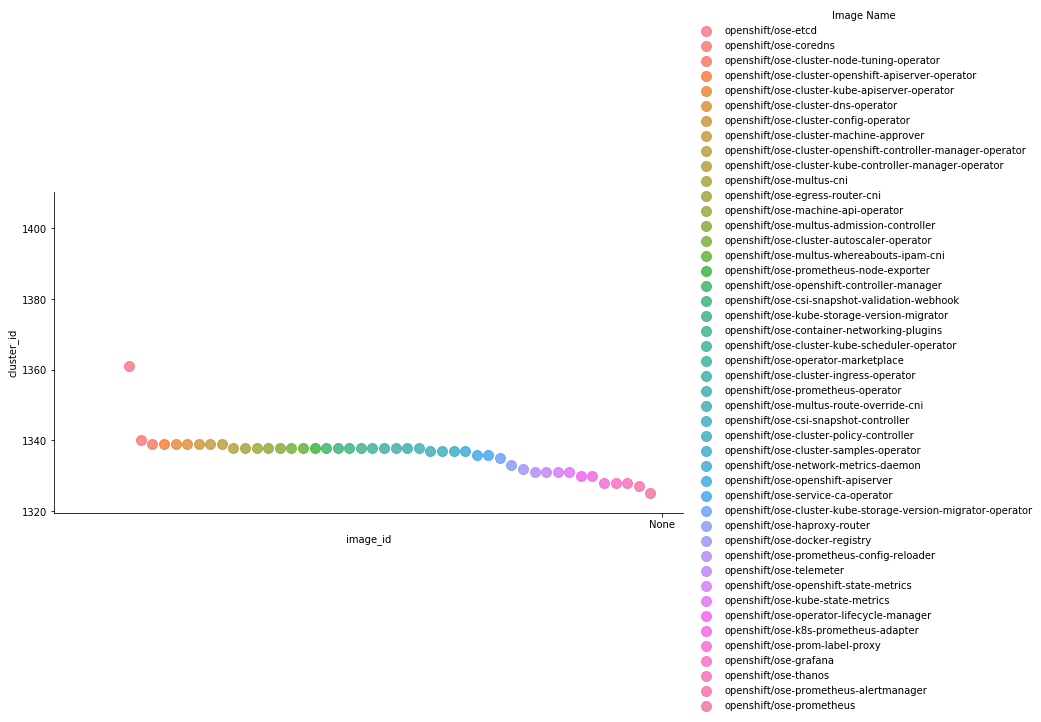 Image Name
openshift/ose-etcd
openshift/ose-coredns
openshift/ose-cluster-node-tuning-operator
openshift/ose-cluster-openshift-apiserver-operator
openshift/ose-cluster-kube-apiserver-operator
openshift/ose-cluster-dns-operator
openshift/ose-cluster-config-operator
openshift/ose-cluster-machine-approver
openshift/ose-cluster-openshift-controller-manager-operator
openshift/ose-cluster-kube-controller-manager-operator
openshift/ose-multus-cni
openshift/ose-egress-router-cni
openshift/ose-machine-api-operator
openshift/ose-multus-admission-controller
openshift/ose-cluster-autoscaler-operator
openshift/ose-multus-whereabouts-ipam-cni
openshift/ose-prometheus-node-exporter
openshift/ose-openshift-controller-manager
openshift/ose-csi-snapshot-validation-webhook
openshift/ose-kube-storage-version-migrator
openshift/ose-container-networking-plugins
openshift/ose-cluster-kube-scheduler-operator
openshift/ose-operator-marketplace
openshift/ose-cluster-ingress-operator
openshift/ose-prometheus-operator
openshift/ose-multus-route-override-cni
openshift/ose-csi-snapshot-controller
openshift/ose-cluster-policy-controller
openshift/ose-cluster-samples-operator
openshift/ose-network-metrics-daemon
openshift/ose-openshift-apiserver
openshift/ose-service-ca-operator
openshift/ose-cluster-kube-storage-version-migrator-operator
openshift/ose-haproxy-router
openshift/ose-docker-registry
openshift/ose-prometheus-config-reloader
openshift/ose-telemeter
openshift/ose-openshift-state-metrics
openshift/ose-kube-state-metrics
openshift/ose-operator-lifecycle-manager
openshift/ose-k8s-prometheus-adapter
openshift/ose-prom-label-proxy
openshift/ose-grafana
openshift/ose-thanos
openshift/ose-prometheus-alertmanager
openshift/ose-prometheus
cluster_id
1400
1380
1360
1340
1320
None
image_id